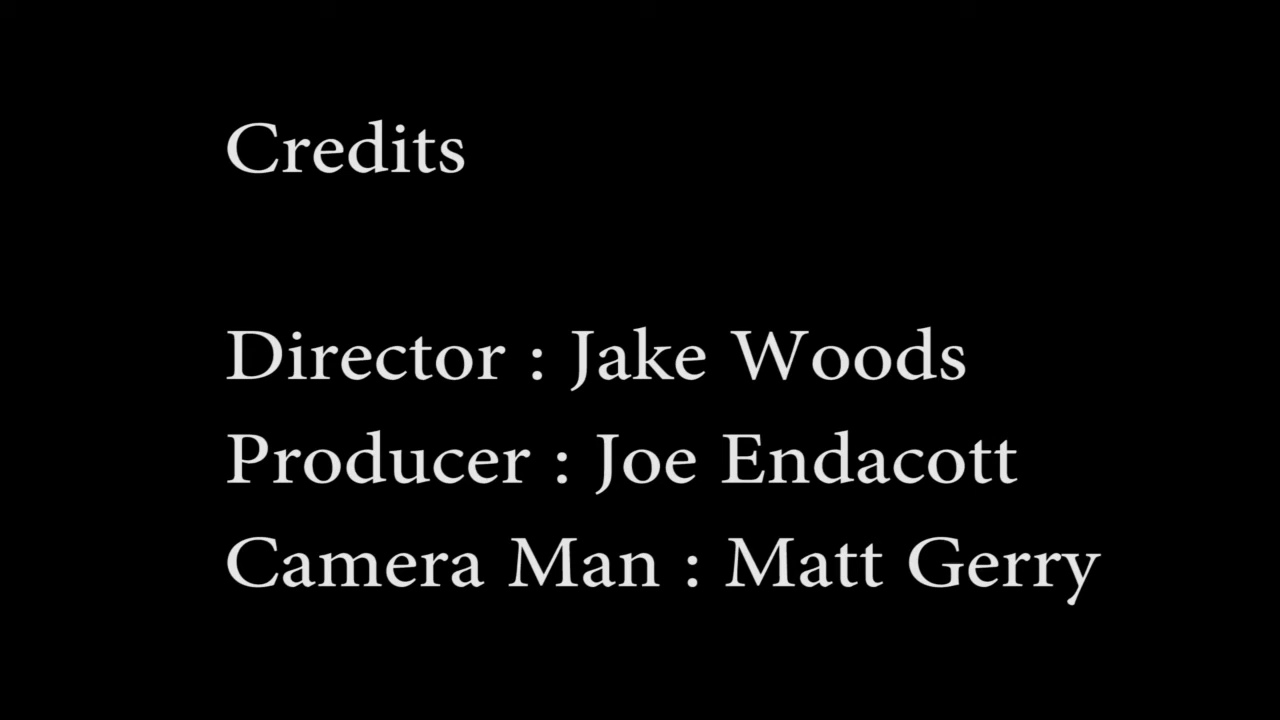 Credits
Director : Jake Woods
Producer : Joe Endacott
Camera Man : Matt Gerry